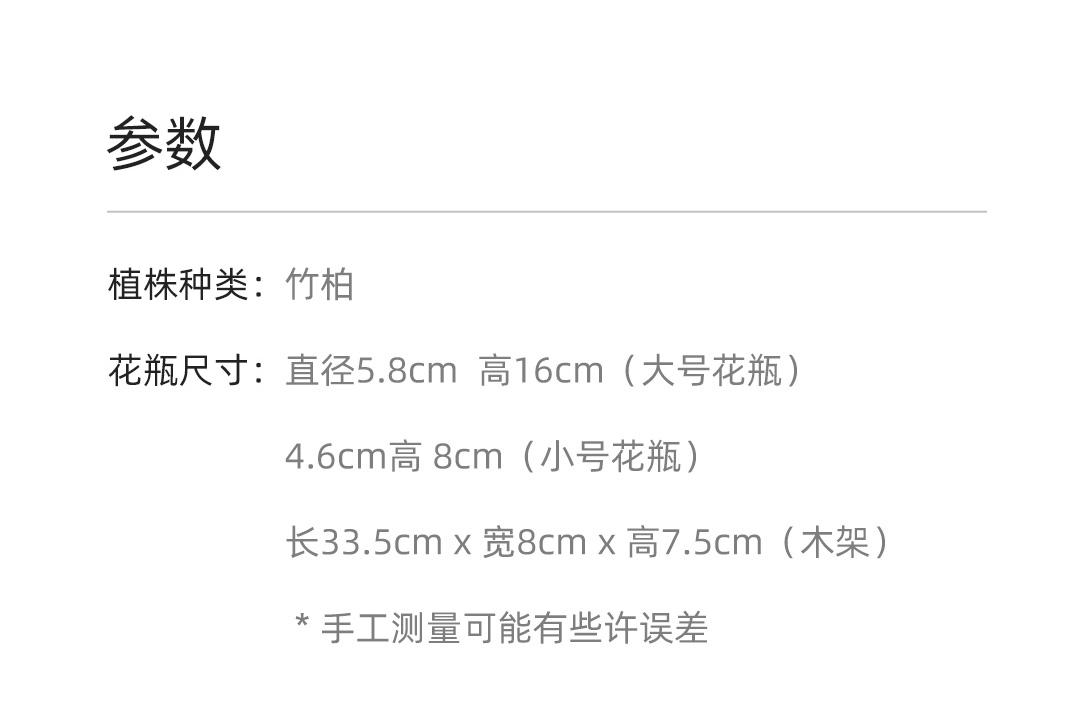 参数
植株种类：竹柏
花瓶尺寸：直径5.8cm 高16cm（大号花瓶）
4.6cm高 8cm（小号花瓶）
长33.5cm x 宽8cm x 高7.5cm（木架）
* 手工测量可能有些许误差